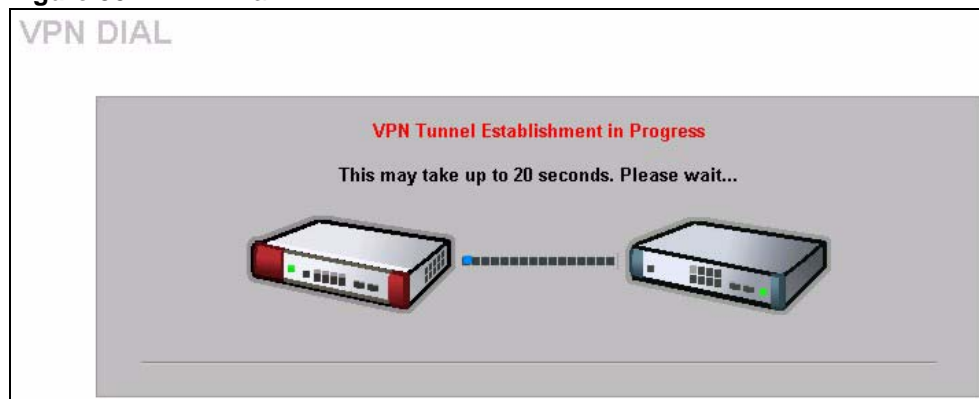 VPN DIAL
VPN Tunnel Establishment in Progress
This may take up to 20 seconds. Please wait...